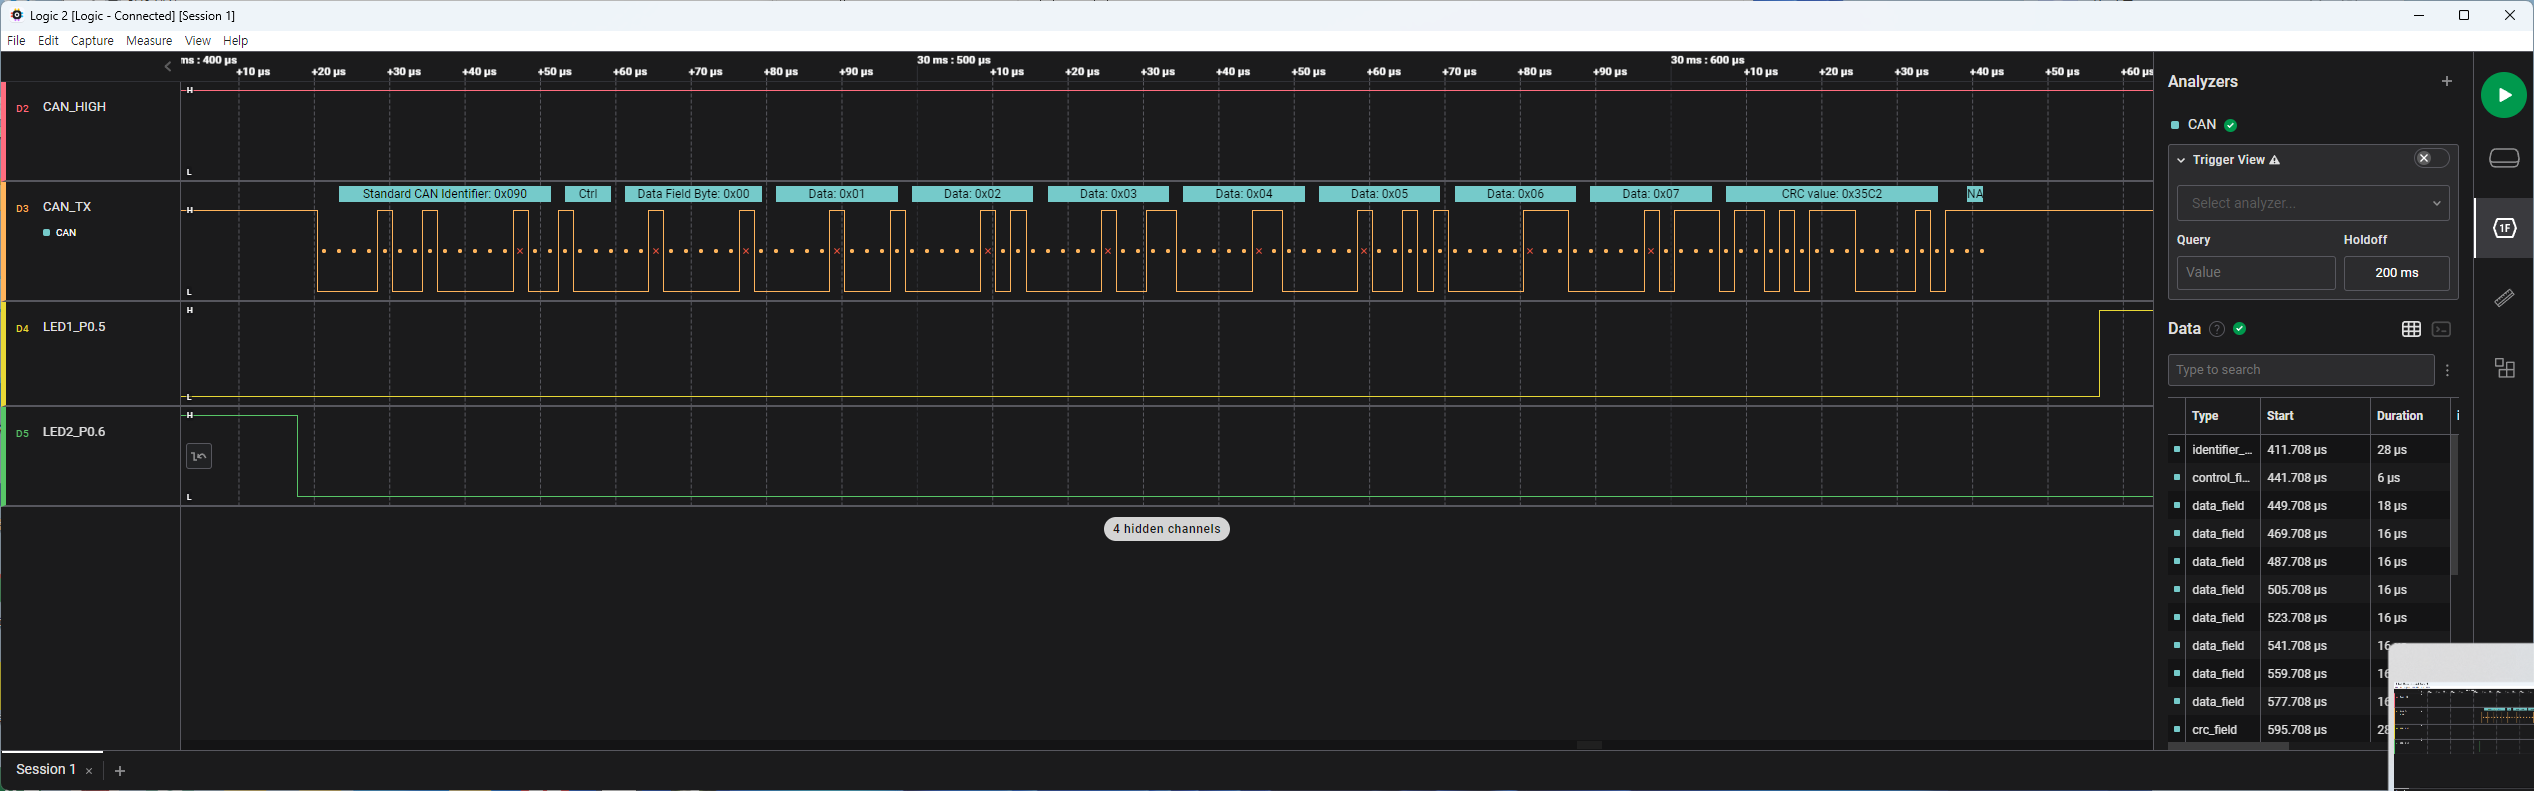 Logic 2 [Logic - Connected] [Session 1]
File Edit Capture Measure View Help
ms : 400 µs 30 ms : 500 µs 30 ms : 600 µs
+10 µs +20 µs +30 µs +40 µs +50 µs +60 µs +70 µs +80 µs +90 µs +10 µs +20 µs +30 µs +40 µs +50 µs +60 µs +70 µs +80 µs +90 µs +10 µs +20 µs +30 µs +40 µs +50 µs +60 µs
D2 CAN_HIGH
H
L
Standard CAN Identifier: 0x090 Ctrl Data Field Byte: 0x00 Data: 0x01 Data: 0x02 Data: 0x03 Data: 0x04 Data: 0x05 Data: 0x06 Data: 0x07 CRC value: 0x35C2 NA
D3 CAN_TX
H
CAN
L
D4 LED1_P0.5
H
L
D5 LED2_P0.6
H
L
4 hidden channels
Session 1
Analyzers
CAN
Trigger View
Select analyzer...
Query Holdoff
Value 200 ms
Data
Type to search
Type Start Duration i
identifier_... 411.708 µs 28 µs
control_fi... 441.708 µs 6 µs
data_field 449.708 µs 18 µs
data_field 469.708 µs 16 µs
data_field 487.708 µs 16 µs
data_field 505.708 µs 16 µs
data_field 523.708 µs 16 µs
data_field 541.708 µs 16
data_field 559.708 µs 16
data_field 577.708 µs 16
crc_field 595.708 µs 28
1F